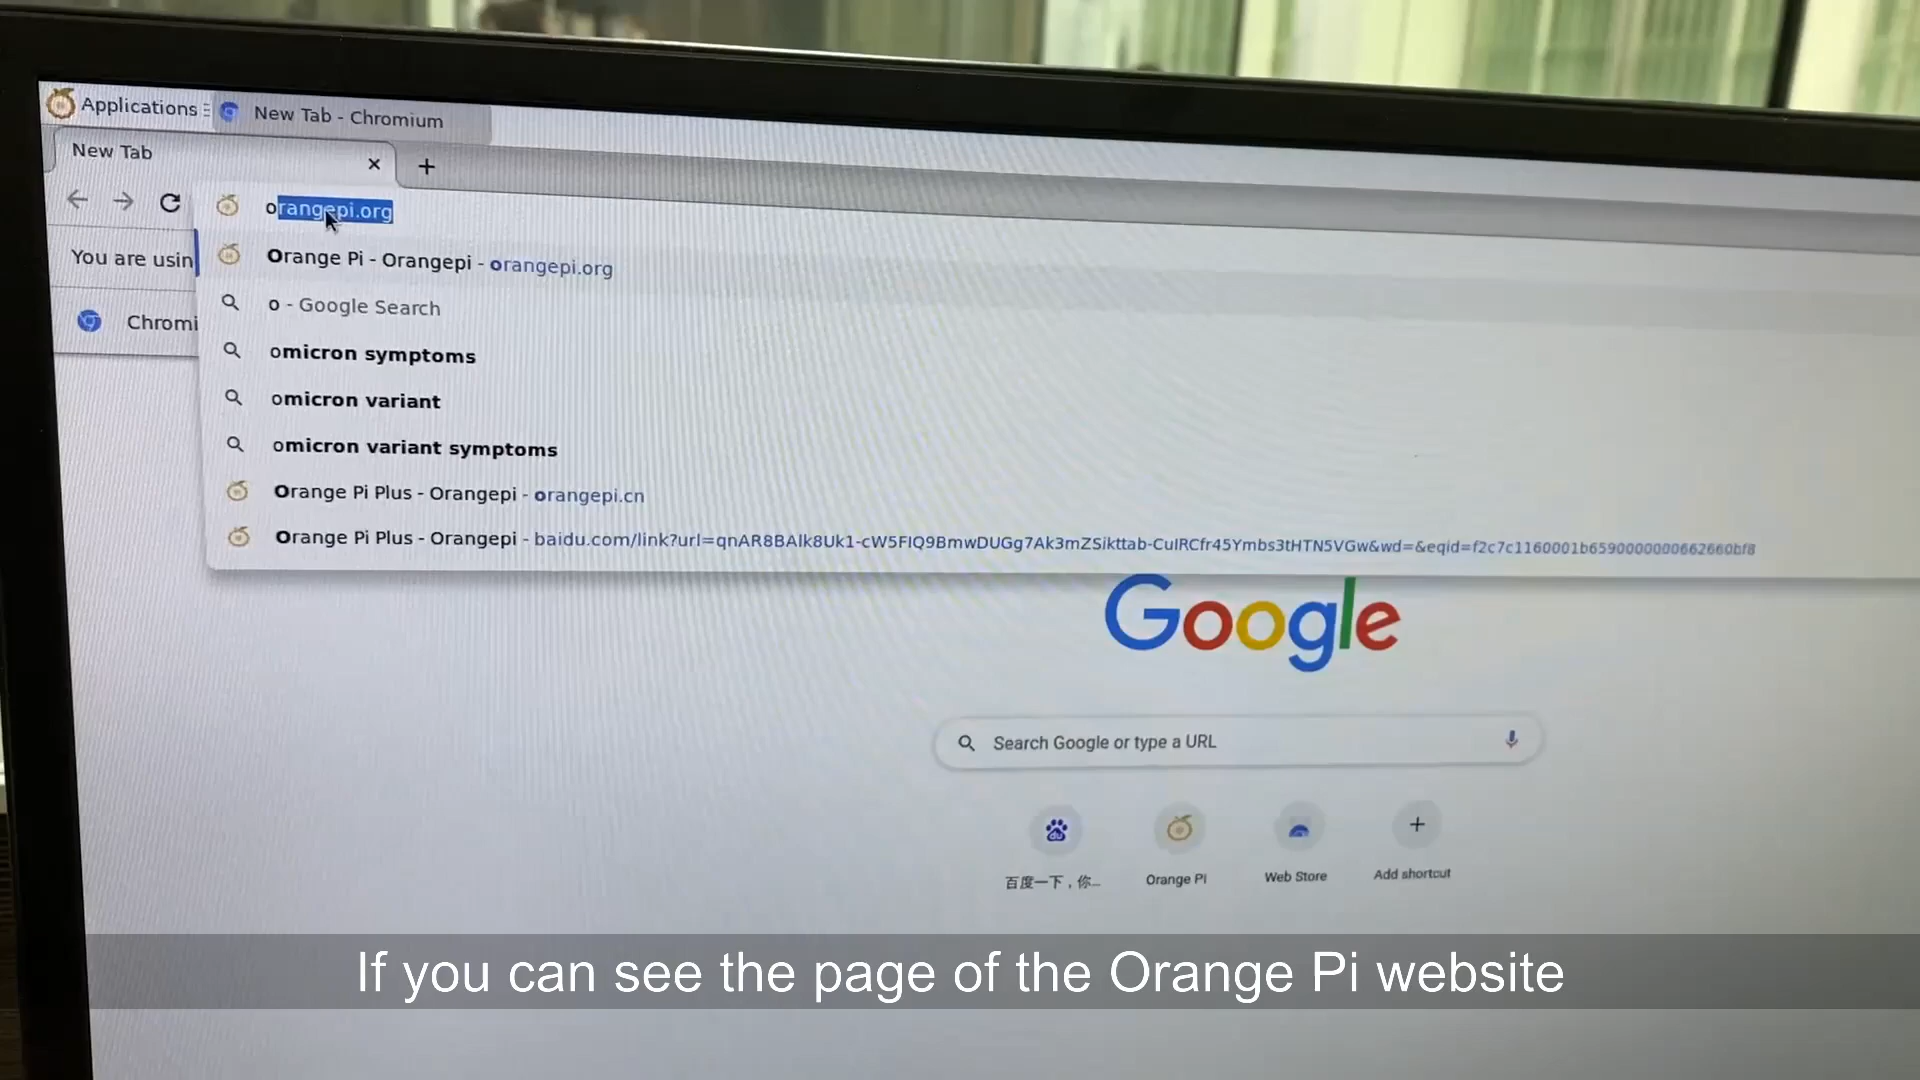 Applications
New Tab - Chromium
New Tab
orangepi.org
You are usin
Orange Pi - Orangepi - orangepi.org
o - Google Search
Chromi
omicron symptoms
omicron variant
omicron variant symptoms
Orange Pi Plus - Orangepi - orangepi.cn
Orange Pi Plus - Orangepi - baidu.com/link?url=qnAR8BAlk8Uk1-cW5FIQ9BmwDUGg7Ak3mZSikttab-CuIRCfr45Ymbs3tHTN5VGw&wd=&eqid=f2c7c1160001b6590000000662660bf8
Google
Search Google or type a URL
du
百度一下，你...
Orange Pi
Web Store
Add shortcut
If you can see the page of the Orange Pi website